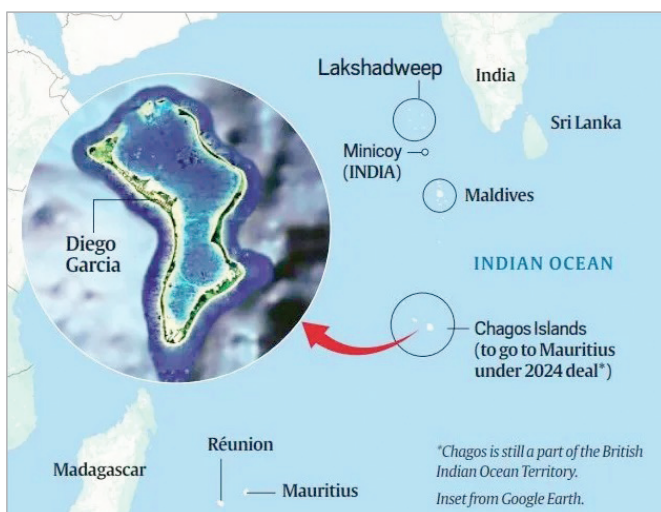 Lakshadweep
India
Sri Lanka
Minicoy
(INDIA)
Maldives
Diego
Garcia
INDIAN OCEAN
Chagos Islands
(to go to Mauritius
under 2024 deal*)
Réunion
Madagascar
Mauritius
*Chagos is still a part of the British
Indian Ocean Territory.
Inset from Google Earth.